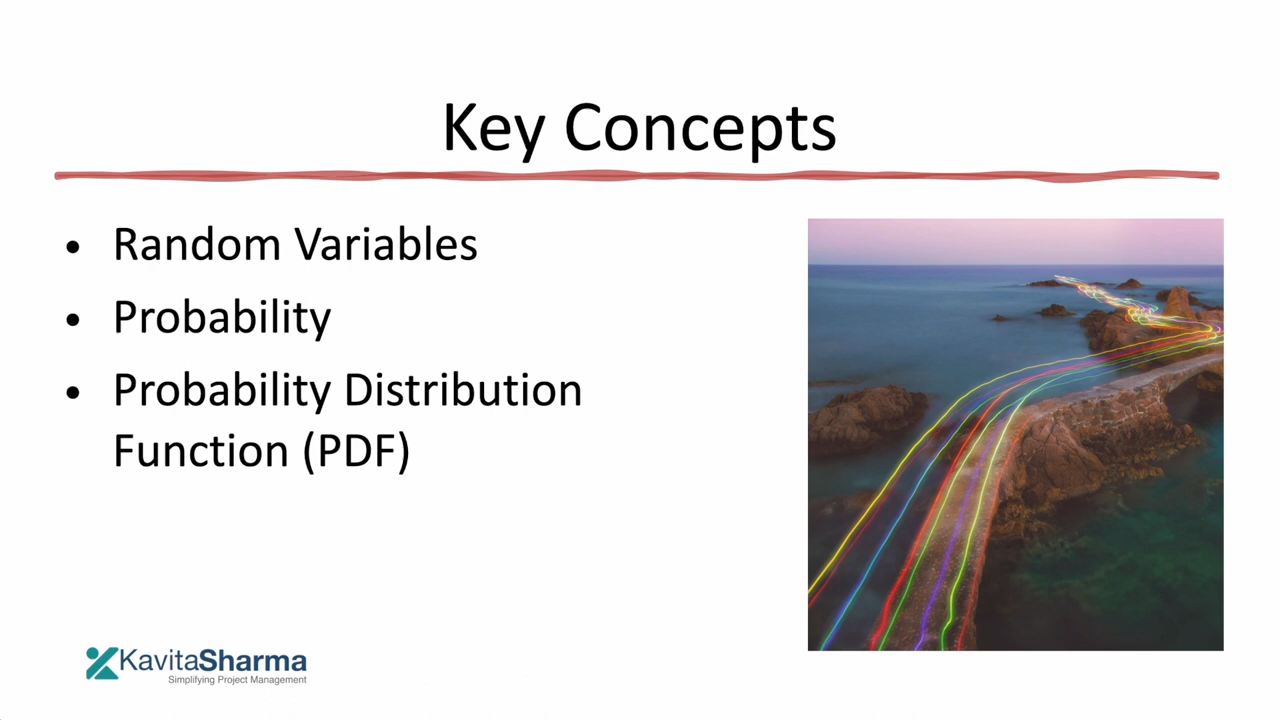 Key Concepts
• Random Variables
• Probability
• Probability Distribution
Function (PDF)
KavitaSharma
Simplifying Project Management